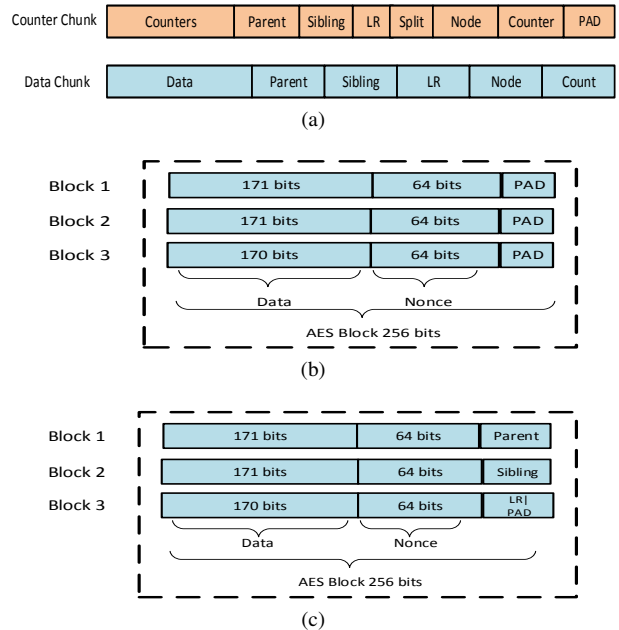 Counter Chunk Counters Parent Sibling LR Split Node Counter PAD
Data Chunk Data Parent Sibling LR Node Count
(a)
Block 1 171 bits 64 bits PAD
Block 2 171 bits 64 bits PAD
Block 3 170 bits 64 bits PAD
Data Nonce
AES Block 256 bits
(b)
Block 1 171 bits 64 bits Parent
Block 2 171 bits 64 bits Sibling
Block 3 170 bits 64 bits LR| PAD
Data Nonce
AES Block 256 bits
(c)